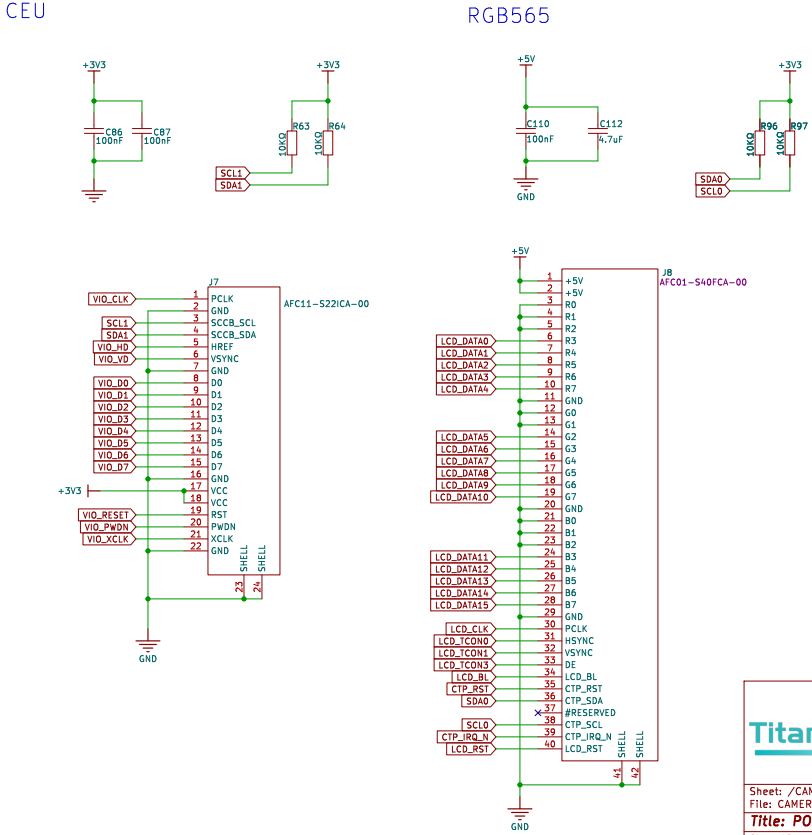 CEU
RGB565
+3V3
C86
100nF
C87
100nF
+3V3
R63
10KΩ
R64
10KΩ
SCL1
SDA1
+5V
C110
100nF
C112
4.7uF
GND
+3V3
R96
10KΩ
R97
10KΩ
SDA0
SCL0
J7
AFC11-S22ICA-00
VIO_CLK 1 PCLK
2 GND
SCL1 3 SCCB_SCL
SDA1 4 SCCB_SDA
VIO_HD 5 HREF
VIO_VD 6 VSYNC
7 GND
VIO_D0 8 D0
VIO_D1 9 D1
VIO_D2 10 D2
VIO_D3 11 D3
VIO_D4 12 D4
VIO_D5 13 D5
VIO_D6 14 D6
VIO_D7 15 D7
16 GND
+3V3 17 VCC
18 VCC
VIO_RESET 19 RST
VIO_PWDN 20 PWDN
VIO_XCLK 21 XCLK
22 GND
SHELL 23
SHELL 24
GND
+5V
J8
AFC01-S40FCA-00
1 +5V
2 +5V
3 R0
4 R1
5 R2
LCD_DATA0 6 R3
LCD_DATA1 7 R4
LCD_DATA2 8 R5
LCD_DATA3 9 R6
LCD_DATA4 10 R7
11 GND
12 G0
13 G1
LCD_DATA5 14 G2
LCD_DATA6 15 G3
LCD_DATA7 16 G4
LCD_DATA8 17 G5
LCD_DATA9 18 G6
LCD_DATA10 19 G7
20 GND
21 B0
22 B1
23 B2
LCD_DATA11 24 B3
LCD_DATA12 25 B4
LCD_DATA13 26 B5
LCD_DATA14 27 B6
LCD_DATA15 28 B7
29 GND
LCD_CLK 30 PCLK
LCD_TCON0 31 HSYNC
LCD_TCON1 32 VSYNC
LCD_TCON3 33 DE
LCD_BL 34 LCD_BL
CTP_RST 35 CTP_RST
SDA0 36 CTP_SDA
37 #RESERVED
SCL0 38 CTP_SCL
CTP_IRQ_N 39 CTP_IRQ_N
LCD_RST 40 LCD_RST
SHELL 41
SHELL 42
GND
Titan
Sheet: /CAM
File: CAMER
Title: PO